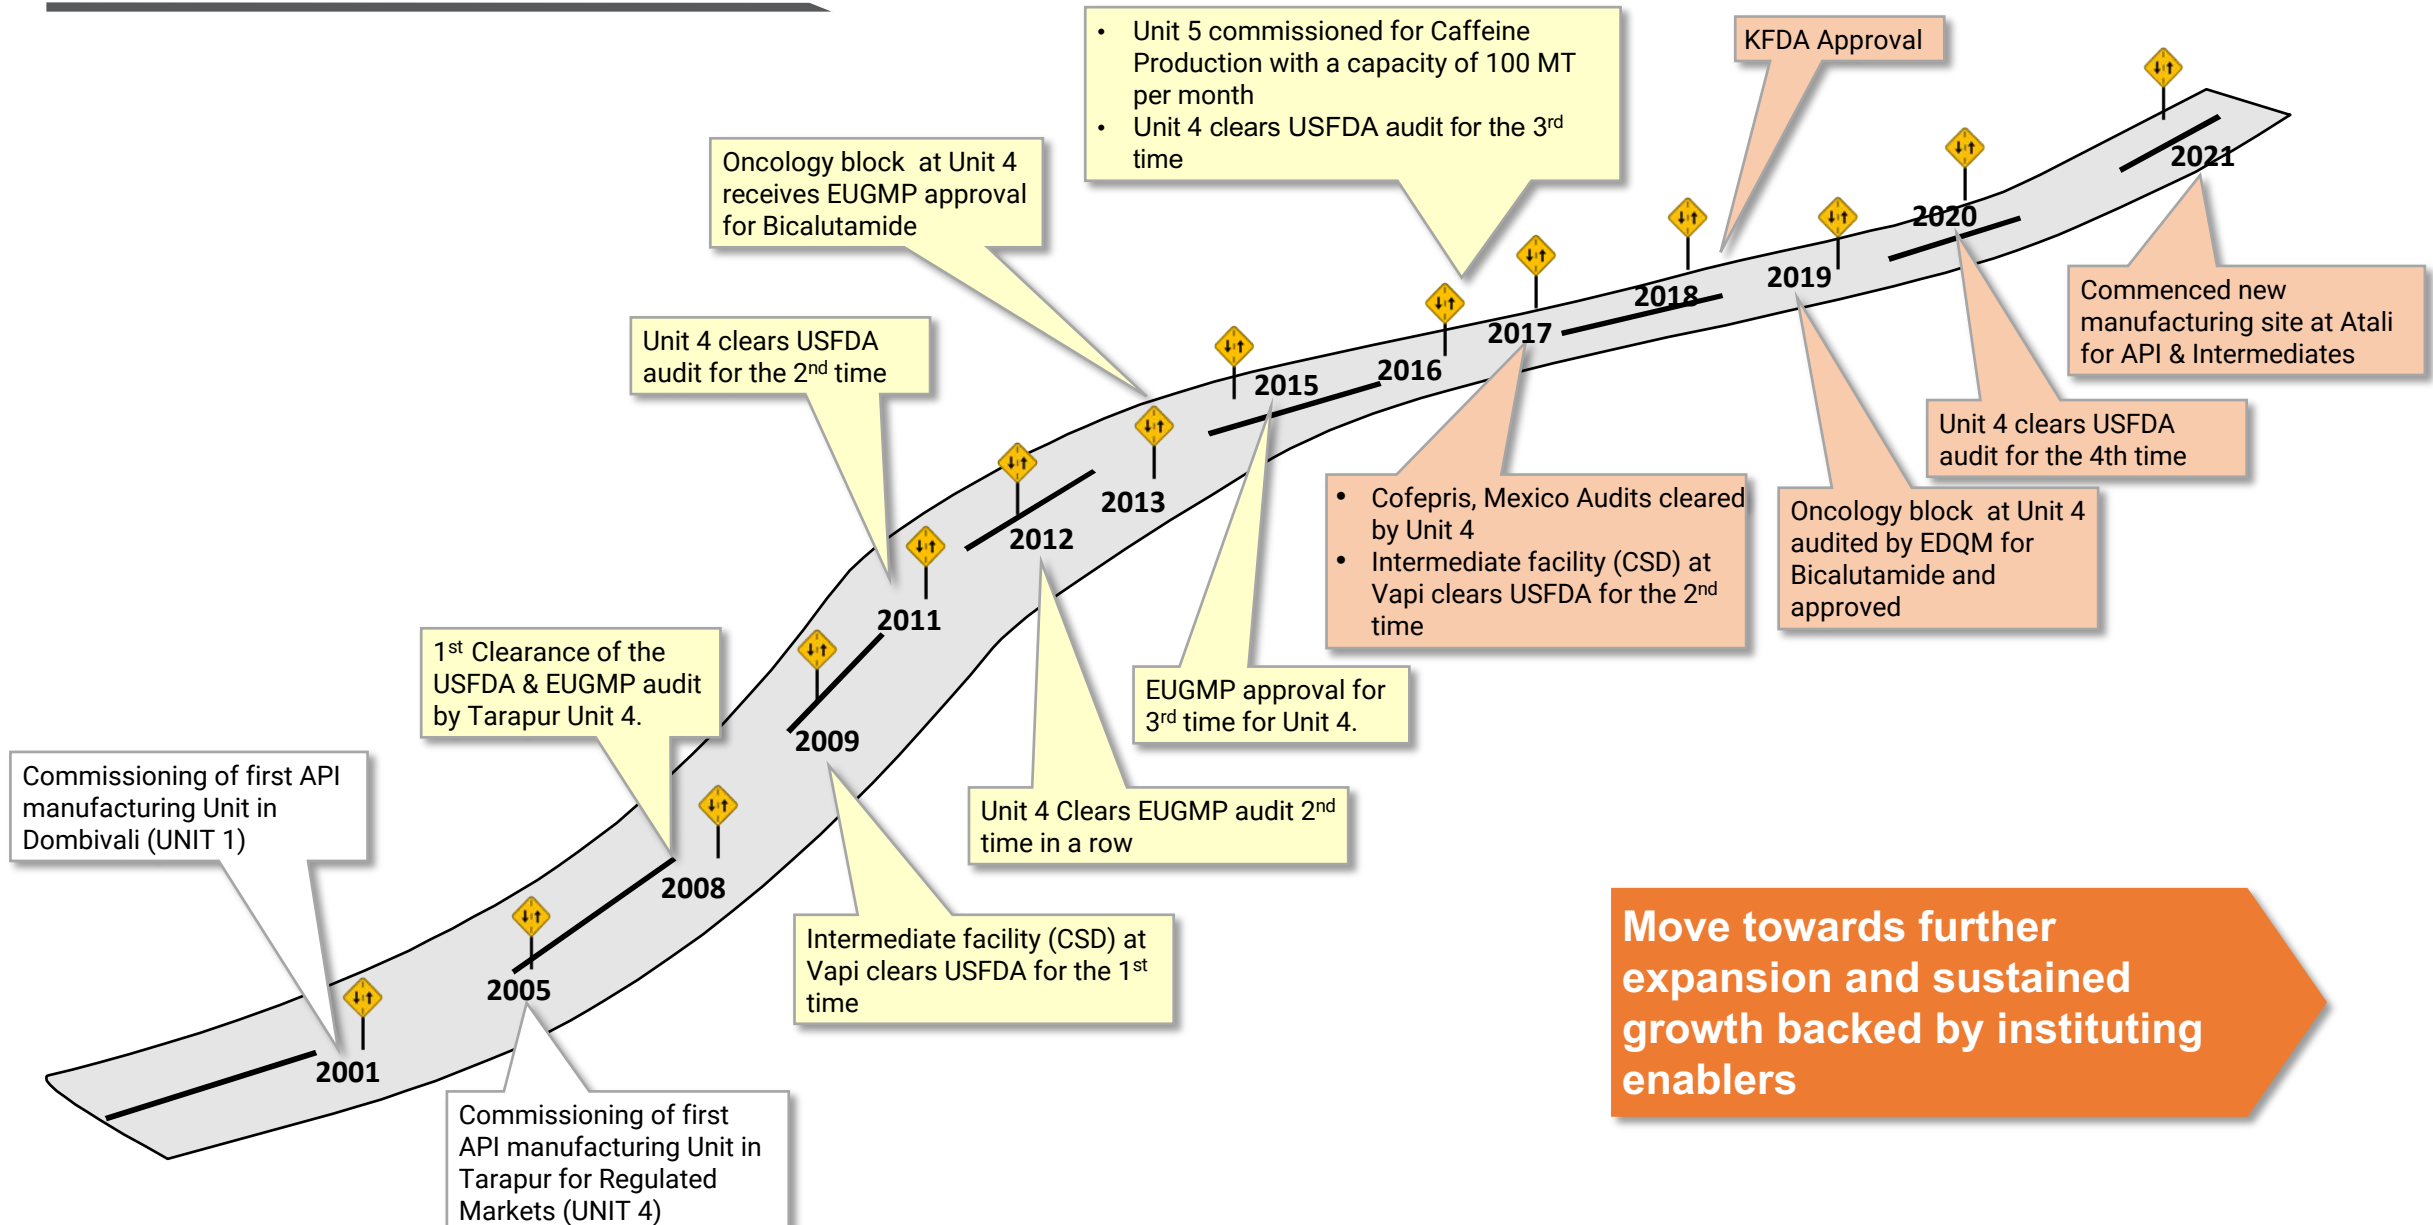 • Unit 5 commissioned for Caffeine
Production with a capacity of 100 MT
per month
• Unit 4 clears USFDA audit for the 3rd
time
KFDA Approval
Oncology block at Unit 4
receives EUGMP approval
for Bicalutamide
Unit 4 clears USFDA
audit for the 2nd time
1st Clearance of the
USFDA & EUGMP audit
by Tarapur Unit 4.
Commissioning of first API
manufacturing Unit in
Dombivali (UNIT 1)
2001
2005
2008
2009
2011
2012
2013
2015
2016
2017
2018
2019
2020
2021
Commenced new
manufacturing site at Atali
for API & Intermediates
Unit 4 clears USFDA
audit for the 4th time
Oncology block at Unit 4
audited by EDQM for
Bicalutamide and
approved
• Cofepris, Mexico Audits cleared
by Unit 4
• Intermediate facility (CSD) at
Vapi clears USFDA for the 2nd
time
EUGMP approval for
3rd time for Unit 4.
Unit 4 Clears EUGMP audit 2nd
time in a row
Intermediate facility (CSD) at
Vapi clears USFDA for the 1st
time
Commissioning of first
API manufacturing Unit in
Tarapur for Regulated
Markets (UNIT 4)
Move towards further
expansion and sustained
growth backed by instituting
enablers